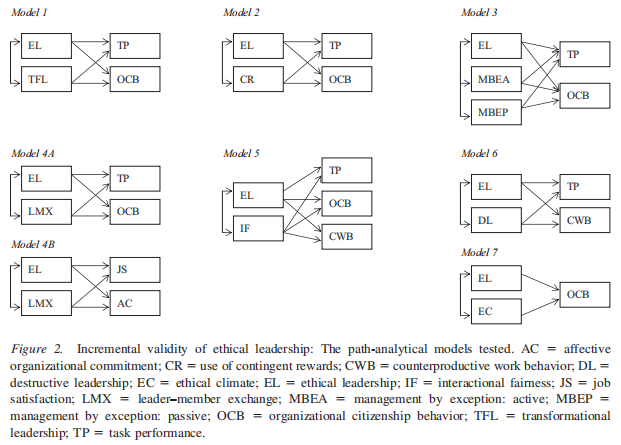 Model 1
EL
TP
TFL
OCB
Model 2
EL
TP
CR
OCB
Model 3
EL
TP
MBEA
OCB
MBEP
Model 4A
EL
TP
LMX
OCB
Model 4B
EL
JS
LMX
AC
Model 5
TP
EL
OCB
IF
CWB
Model 6
EL
TP
DL
CWB
Model 7
EL
OCB
EC
Figure 2. Incremental validity of ethical leadership: The path-analytical models tested. AC = affective
organizational commitment; CR = use of contingent rewards; CWB = counterproductive work behavior; DL =
destructive leadership; EC = ethical climate; EL = ethical leadership; IF = interactional fairness; JS = job
satisfaction; LMX = leader-member exchange; MBEA = management by exception: active; MBEP =
management by exception: passive; OCB = organizational citizenship behavior; TFL = transformational
leadership; TP = task performance.